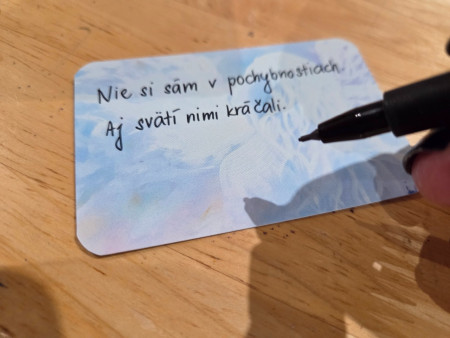 Nie si sám v pochybnostiach.
Aj svätí nimi kráčali.